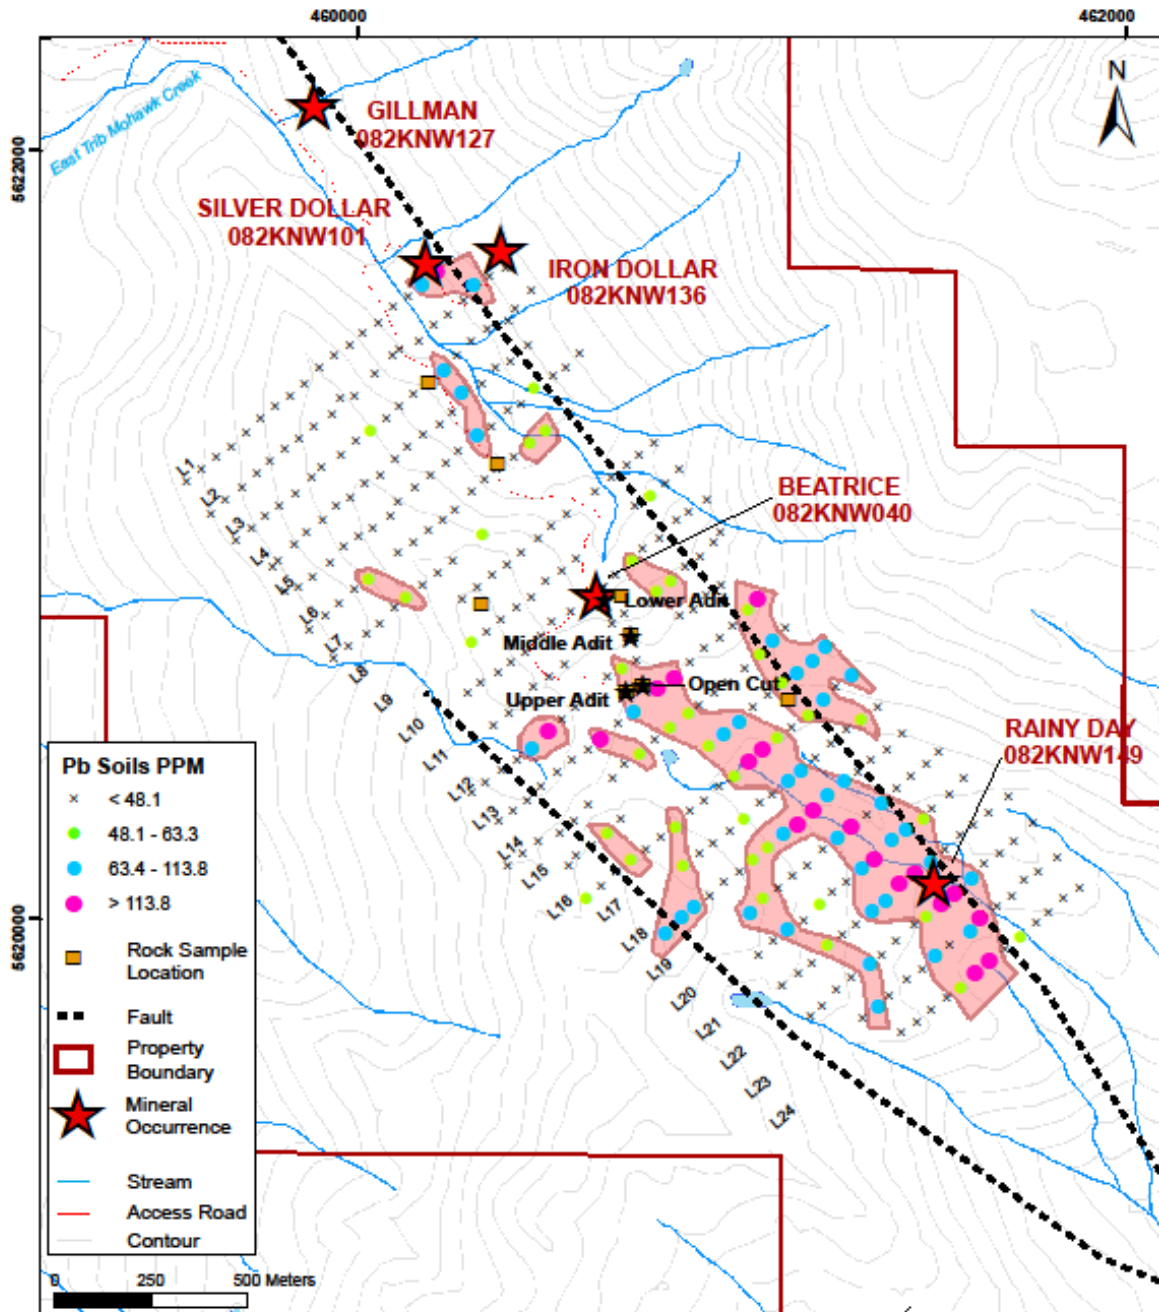 460000
462000
N
5622000
East Trib Mohawk Creek
GILLMAN
082KNW127
SILVER DOLLAR
082KNW101
IRON DOLLAR
082KNW136
L1
L2
L3
L4
L5
L6
L7
L8
L9
L10
L11
L12
L13
L14
L15
L16
L17
L18
L19
L20
L21
L22
L23
L24
BEATRICE
082KNW040
Lower Adit
Middle Adit
Open Cut
Upper Adit
RAINY DAY
082KNW149
5620000
Pb Soils PPM
< 48.1
48.1 - 63.3
63.4 - 113.8
> 113.8
Rock Sample
Location
Fault
Property
Boundary
Mineral
Occurrence
Stream
Access Road
Contour
0 250 500 Meters